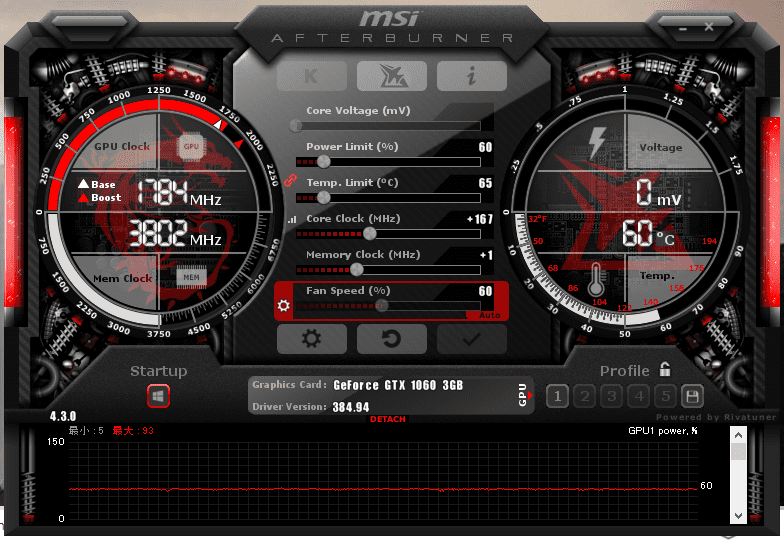 msi
AFTERBURNER
K
i
GPU Clock
GPU
Base
Boost
1784 MHz
3802 MHz
Mem Clock
MEM
0
250
500
750
1000
1250
1500
1750
2000
2250
0
750
1500
2250
3000
3750
4500
5250
6000
6750
Core Voltage (mV)
Power Limit (%) 60
Temp. Limit (ºC) 65
Core Clock (MHz) +167
Memory Clock (MHz) +1
Fan Speed (%) 60
Auto
Voltage
0 mV
60 °C
Temp.
0
.25
.5
.75
1
1.25
1.5
1.75
0
10
20
30
40
50
60
70
80
90
32°F
50
68
86
104
140
194
Startup
Profile
1 2 3 4 5
Graphics Card: GeForce GTX 1060 3GB
Driver Version: 384.94
GPU
4.3.0
DETACH
Powered by Rivatuner
最小 : 5 最大 : 93
GPU1 power, %
150
60
0